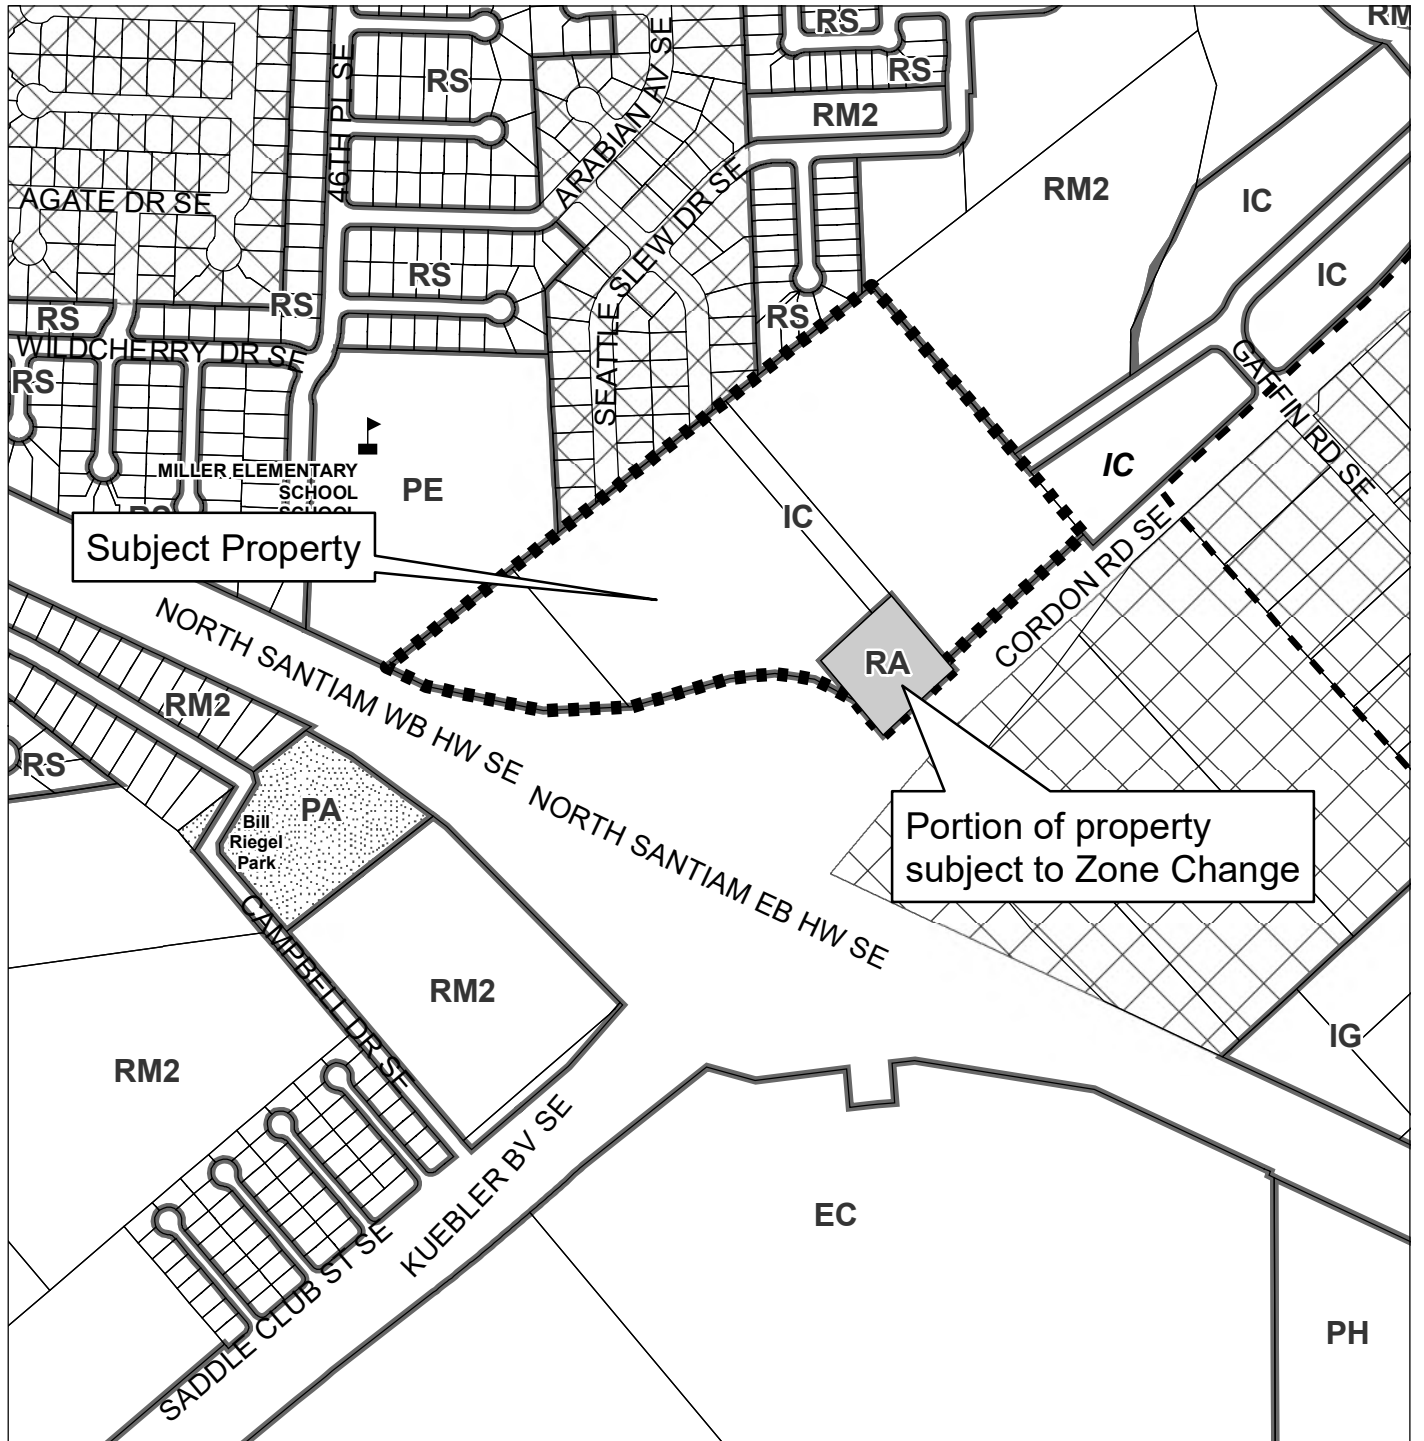 RM
RS
RS
RS
RM2
46TH PL SE
ARABIAN AV SE
AGATE DR SE
RM2
IC
SEATTLE SLEW DR SE
RS
IC
RS
RS
RS
WILDCHERRY DR SE
RS
GAFFIN RD SE
MILLER ELEMENTARY
SCHOOL
SCHOOL
PE
IC
IC
RS
Subject Property
CORDON RD SE
NORTH SANTIAM WB HW SE
RA
RM2
RS
PA
Bill
Riegel
Park
NORTH SANTIAM EB HW SE
Portion of property
subject to Zone Change
CAMPBELL DR SE
RM2
RM2
IG
KUEBLER BV SE
SADDLE CLUB ST SE
EC
PH